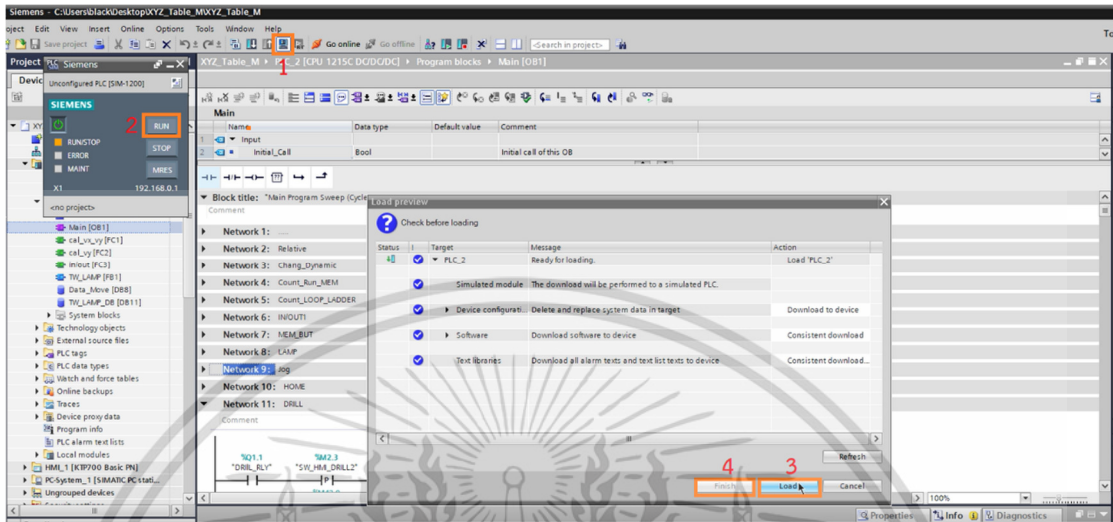 Siemens - C:\Users\black\Desktop\XYZ_Table_M\XYZ_Table_M
oject Edit View Insert Online Options Tools Window Help
To
Save project Go online Go offline <Search in project>
1
Project
Siemens
XYZ_Table_M PLC_2 [CPU 1215C DC/DC/DC] Program blocks Main [OB1]
Devic
Unconfigured PLC [SIM-1200]
SIEMENS
2 RUN
RUN/STOP
STOP
ERROR
MAINT
MRES
X1 192.168.0.1
<no project>
XY
Main [OB1]
cal_vx_vy [FC1]
cal_vy [FC2]
in/out [FC3]
TW_LAMP [FB1]
Data_Move [DB8]
TW_LAMP_DB [DB11]
System blocks
Technology objects
External source files
PLC tags
PLC data types
Watch and force tables
Online backups
Traces
Device proxy data
Program info
PLC alarm text lists
Local modules
HMI_1 [KTP700 Basic PN]
PC-System_1 [SIMATIC PC stati...
Ungrouped devices
Main
Name Data type Default value Comment
1 Input
2 Initial_Call Bool Initial call of this OB
Block title: "Main Program Sweep (Cycle
Comment
Network 1: .....
Network 2: Relative
Network 3: Chang_Dynamic
Network 4: Count_Run_MEM
Network 5: Count_LOOP_LADDER
Network 6: IN/OUT1
Network 7: MEM_BUT
Network 8: LAMP
Network 9: Jog
Network 10: HOME
Network 11: DRILL
Comment
%Q1.1 %M2.3
"DRIL_RLY" "SW_HMI_DRILL2"
Load preview
Check before loading
Status ! Target Message Action
PLC_2 Ready for loading. Load 'PLC_2'
Simulated module The download will be performed to a simulated PLC.
Device configurati... Delete and replace system data in target Download to device
Software Download software to device Consistent download
Text libraries Download all alarm texts and text list texts to device Consistent download...
Refresh
4 3
Finish Load Cancel
100%
Properties Info Diagnostics